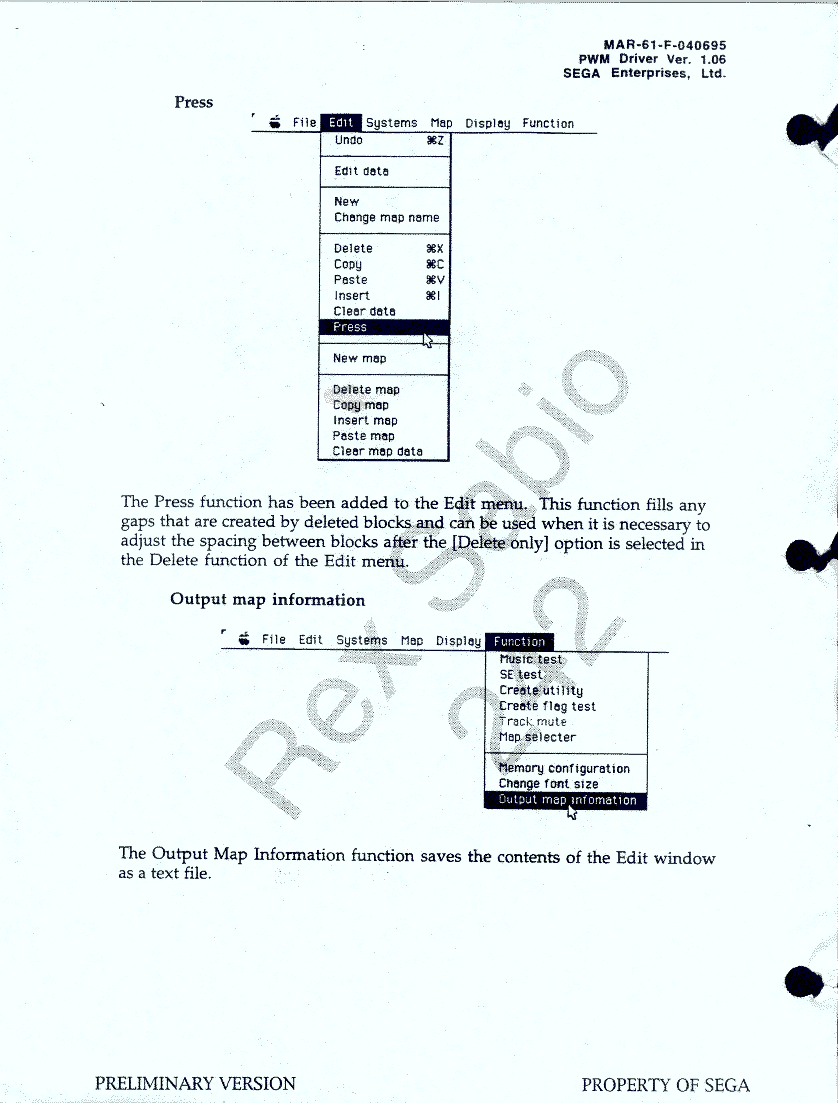 MAR-61-F-040695
PWM Driver Ver. 1.06
SEGA Enterprises, Ltd.
Press
File Edit Systems Map Display Function
Undo ⌘Z
Edit data
New
Change map name
Delete ⌘X
Copy ⌘C
Paste ⌘V
Insert ⌘I
Clear data
Press
New map
Delete map
Copy map
Insert map
Paste map
Clear map data
The Press function has been added to the Edit menu. This function fills any
gaps that are created by deleted blocks and can be used when it is necessary to
adjust the spacing between blocks after the [Delete only] option is selected in
the Delete function of the Edit menu.
Output map information
File Edit Systems Map Display Function
Music test
SE test
Create utility
Create flag test
Track mute
Map selecter
Memory configuration
Change font size
Output map infomation
The Output Map Information function saves the contents of the Edit window
as a text file.
Rex Sabio
242
PRELIMINARY VERSION PROPERTY OF SEGA